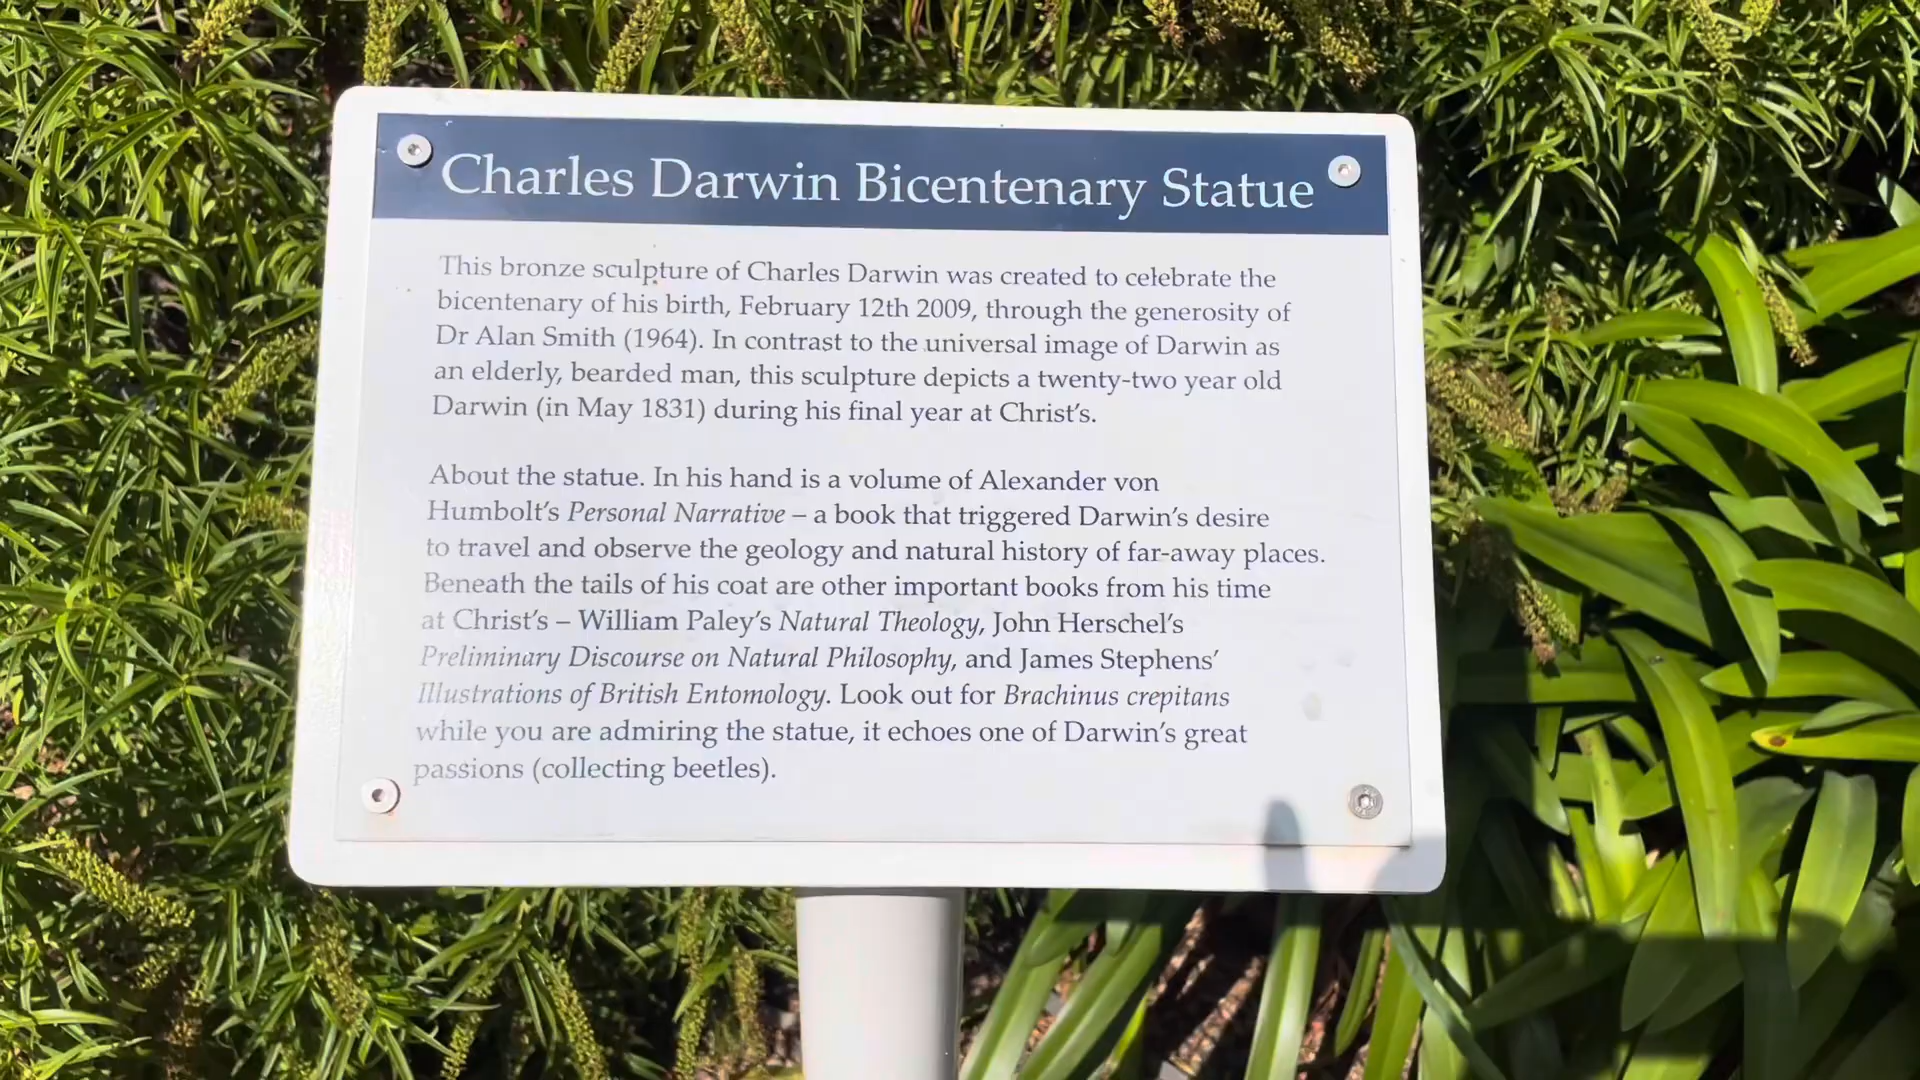 Charles Darwin Bicentenary Statue
This bronze sculpture of Charles Darwin was created to celebrate the
bicentenary of his birth, February 12th 2009, through the generosity of
Dr Alan Smith (1964). In contrast to the universal image of Darwin as
an elderly, bearded man, this sculpture depicts a twenty-two year old
Darwin (in May 1831) during his final year at Christ's.
About the statue. In his hand is a volume of Alexander von
Humbolt's Personal Narrative – a book that triggered Darwin's desire
to travel and observe the geology and natural history of far-away places.
Beneath the tails of his coat are other important books from his time
at Christ's – William Paley's Natural Theology, John Herschel's
Preliminary Discourse on Natural Philosophy, and James Stephens'
Illustrations of British Entomology. Look out for Brachinus crepitans
while you are admiring the statue, it echoes one of Darwin's great
passions (collecting beetles).